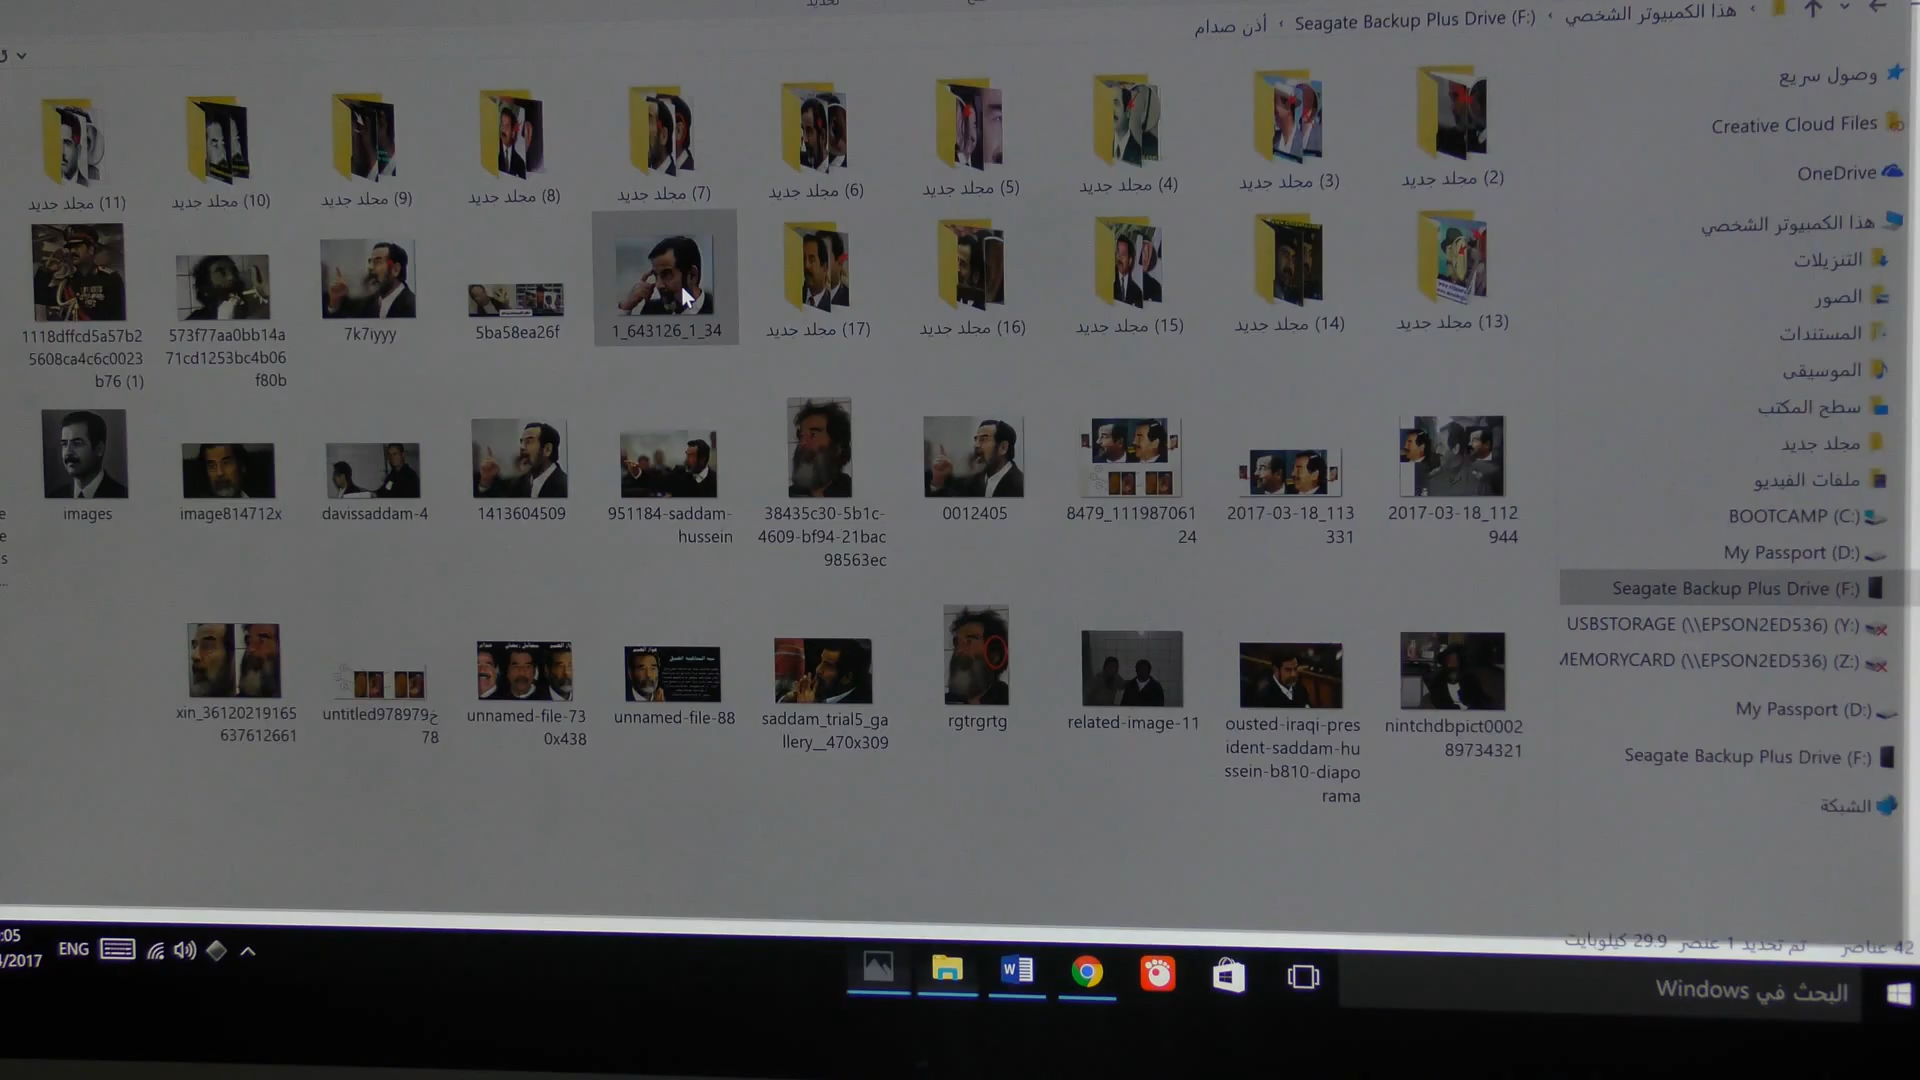 هذا الكمبيوتر الشخصي › Seagate Backup Plus Drive (F:) › أذن صدام
وصول سريع
Creative Cloud Files
OneDrive
هذا الكمبيوتر الشخصي
التنزيلات
الصور
المستندات
الموسيقى
سطح المكتب
مجلد جديد
ملفات الفيديو
BOOTCAMP (C:)
My Passport (D:)
Seagate Backup Plus Drive (F:)
USBSTORAGE (\\EPSON2ED536) (Y:)
MEMORYCARD (\\EPSON2ED536) (Z:)
My Passport (D:)
Seagate Backup Plus Drive (F:)
الشبكة
مجلد جديد (2)
مجلد جديد (3)
مجلد جديد (4)
مجلد جديد (5)
مجلد جديد (6)
مجلد جديد (7)
مجلد جديد (8)
مجلد جديد (9)
مجلد جديد (10)
مجلد جديد (11)
مجلد جديد (13)
مجلد جديد (14)
مجلد جديد (15)
مجلد جديد (16)
مجلد جديد (17)
1_643126_1_34
5ba58ea26f
7k7iyyy
573f77aa0bb14a
71cd1253bc4b06
f80b
1118dffcd5a57b2
5608ca4c6c0023
b76 (1)
2017-03-18_112
944
2017-03-18_113
331
8479_111987061
24
0012405
38435c30-5b1c-
4609-bf94-21bac
98563ec
951184-saddam-
hussein
1413604509
davissaddam-4
image814712x
images
nintchdbpict0002
89734321
ousted-iraqi-pres
ident-saddam-hu
ssein-b810-diapo
rama
related-image-11
rgtrgrtg
saddam_trial5_ga
llery__470x309
unnamed-file-88
unnamed-file-73
0x438
untitled978979خ
78
xin_36120219165
637612661
42 عناصر
تم تحديد 1 عنصر 29.9 كيلوبايت
البحث في Windows
ENG
:05
/2017